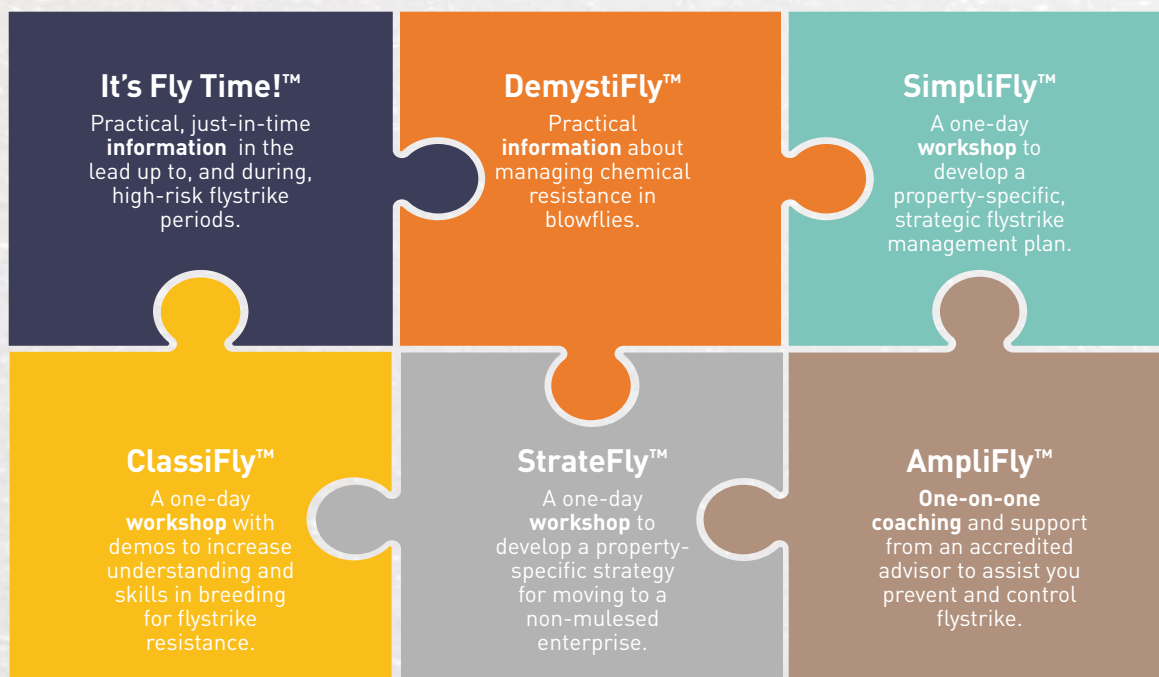 It's Fly Time!™
Practical, just-in-time
information in the
lead up to, and during,
high-risk flystrike
periods.
DemystiFly™
Practical
information about
managing chemical
resistance in
blowflies.
SimpliFly™
A one-day
workshop to
develop a
property-specific,
strategic flystrike
management plan.
ClassiFly™
A one-day
workshop with
demos to increase
understanding and
skills in breeding
for flystrike
resistance.
StrateFly™
A one-day
workshop to
develop a property-
specific strategy
for moving to a
non-mulesed
enterprise.
AmpliFly™
One-on-one
coaching and support
from an accredited
advisor to assist you
prevent and control
flystrike.